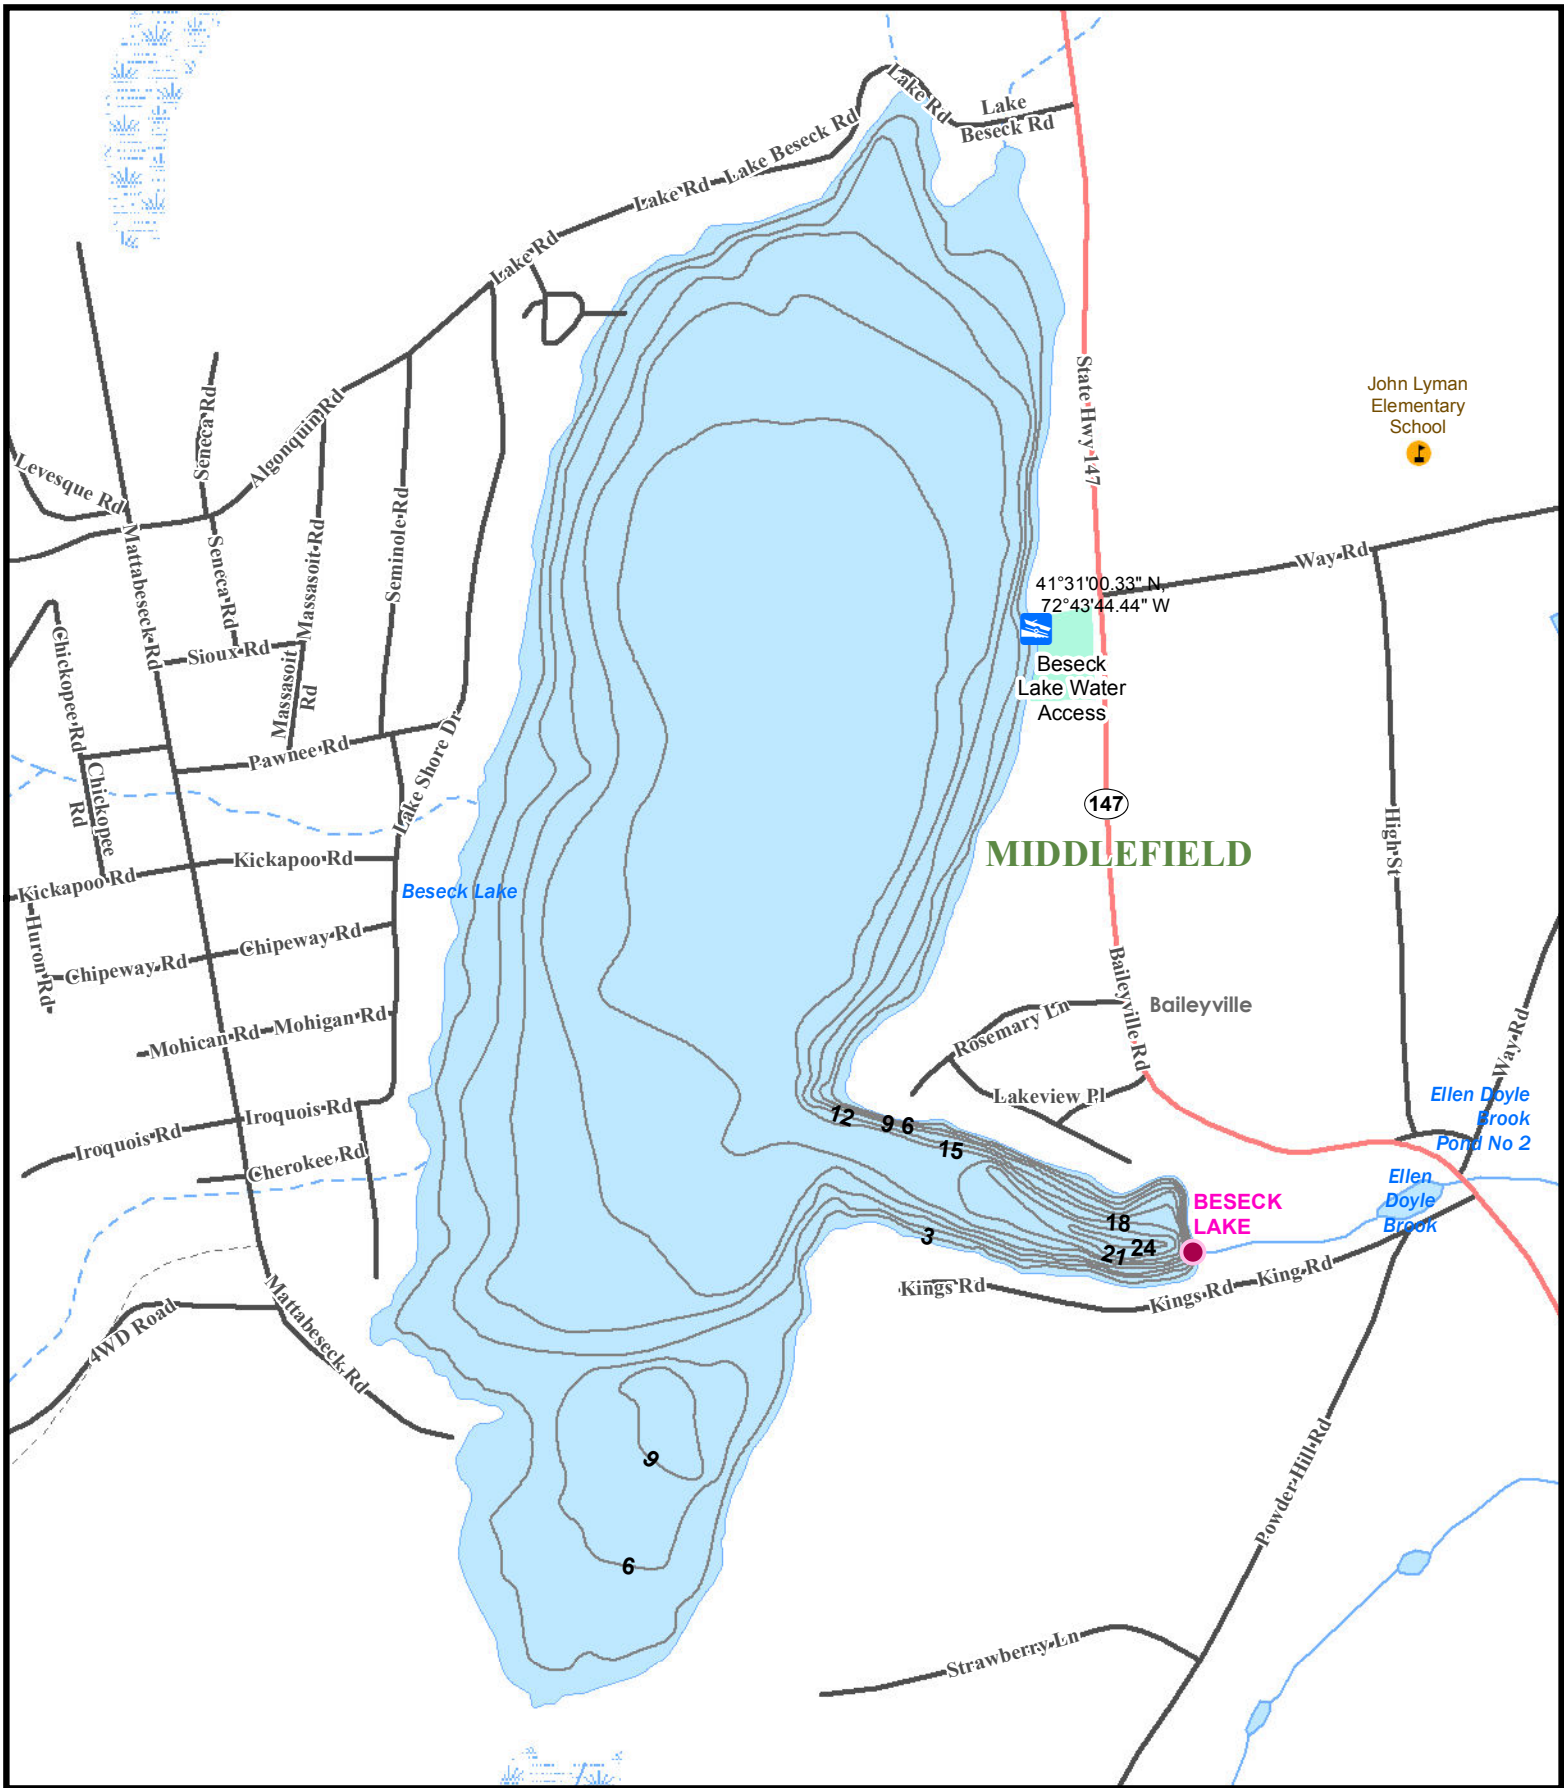 Lake Rd
Lake
Beseck Rd
Lake Beseck Rd
Lake Rd
Lake Rd
State Hwy 147
John Lyman
Elementary
School
Seneca Rd
Algonquin Rd
Levesque Rd
Mattabeseck Rd
Seneca Rd
Massasoit Rd
Seminole Rd
Way Rd
41°31'00.33" N,
72°43'44.44" W
Chickopee Rd
Sioux Rd
Massasoit
Rd
Beseck
Lake Water
Access
Pawnee Rd
Lake Shore Dr
Chickopee
Rd
147
High St
MIDDLEFIELD
Kickapoo Rd
Kickapoo Rd
Beseck Lake
Huron Rd
Chipeway Rd
Chipeway Rd
Baileyville Rd
Baileyville
Rosemary Ln
Mohican Rd
Mohigan Rd
Way Rd
Lakeview Pl
Iroquois Rd
Iroquois Rd
12
9
6
15
Ellen Doyle
Brook
Pond No 2
Cherokee Rd
Ellen
Doyle
Brook
BESECK
LAKE
18
3
21
24
Kings Rd
Kings Rd
King Rd
4WD Road
Mattabeseck Rd
9
Powder Hill Rd
6
Strawberry Ln